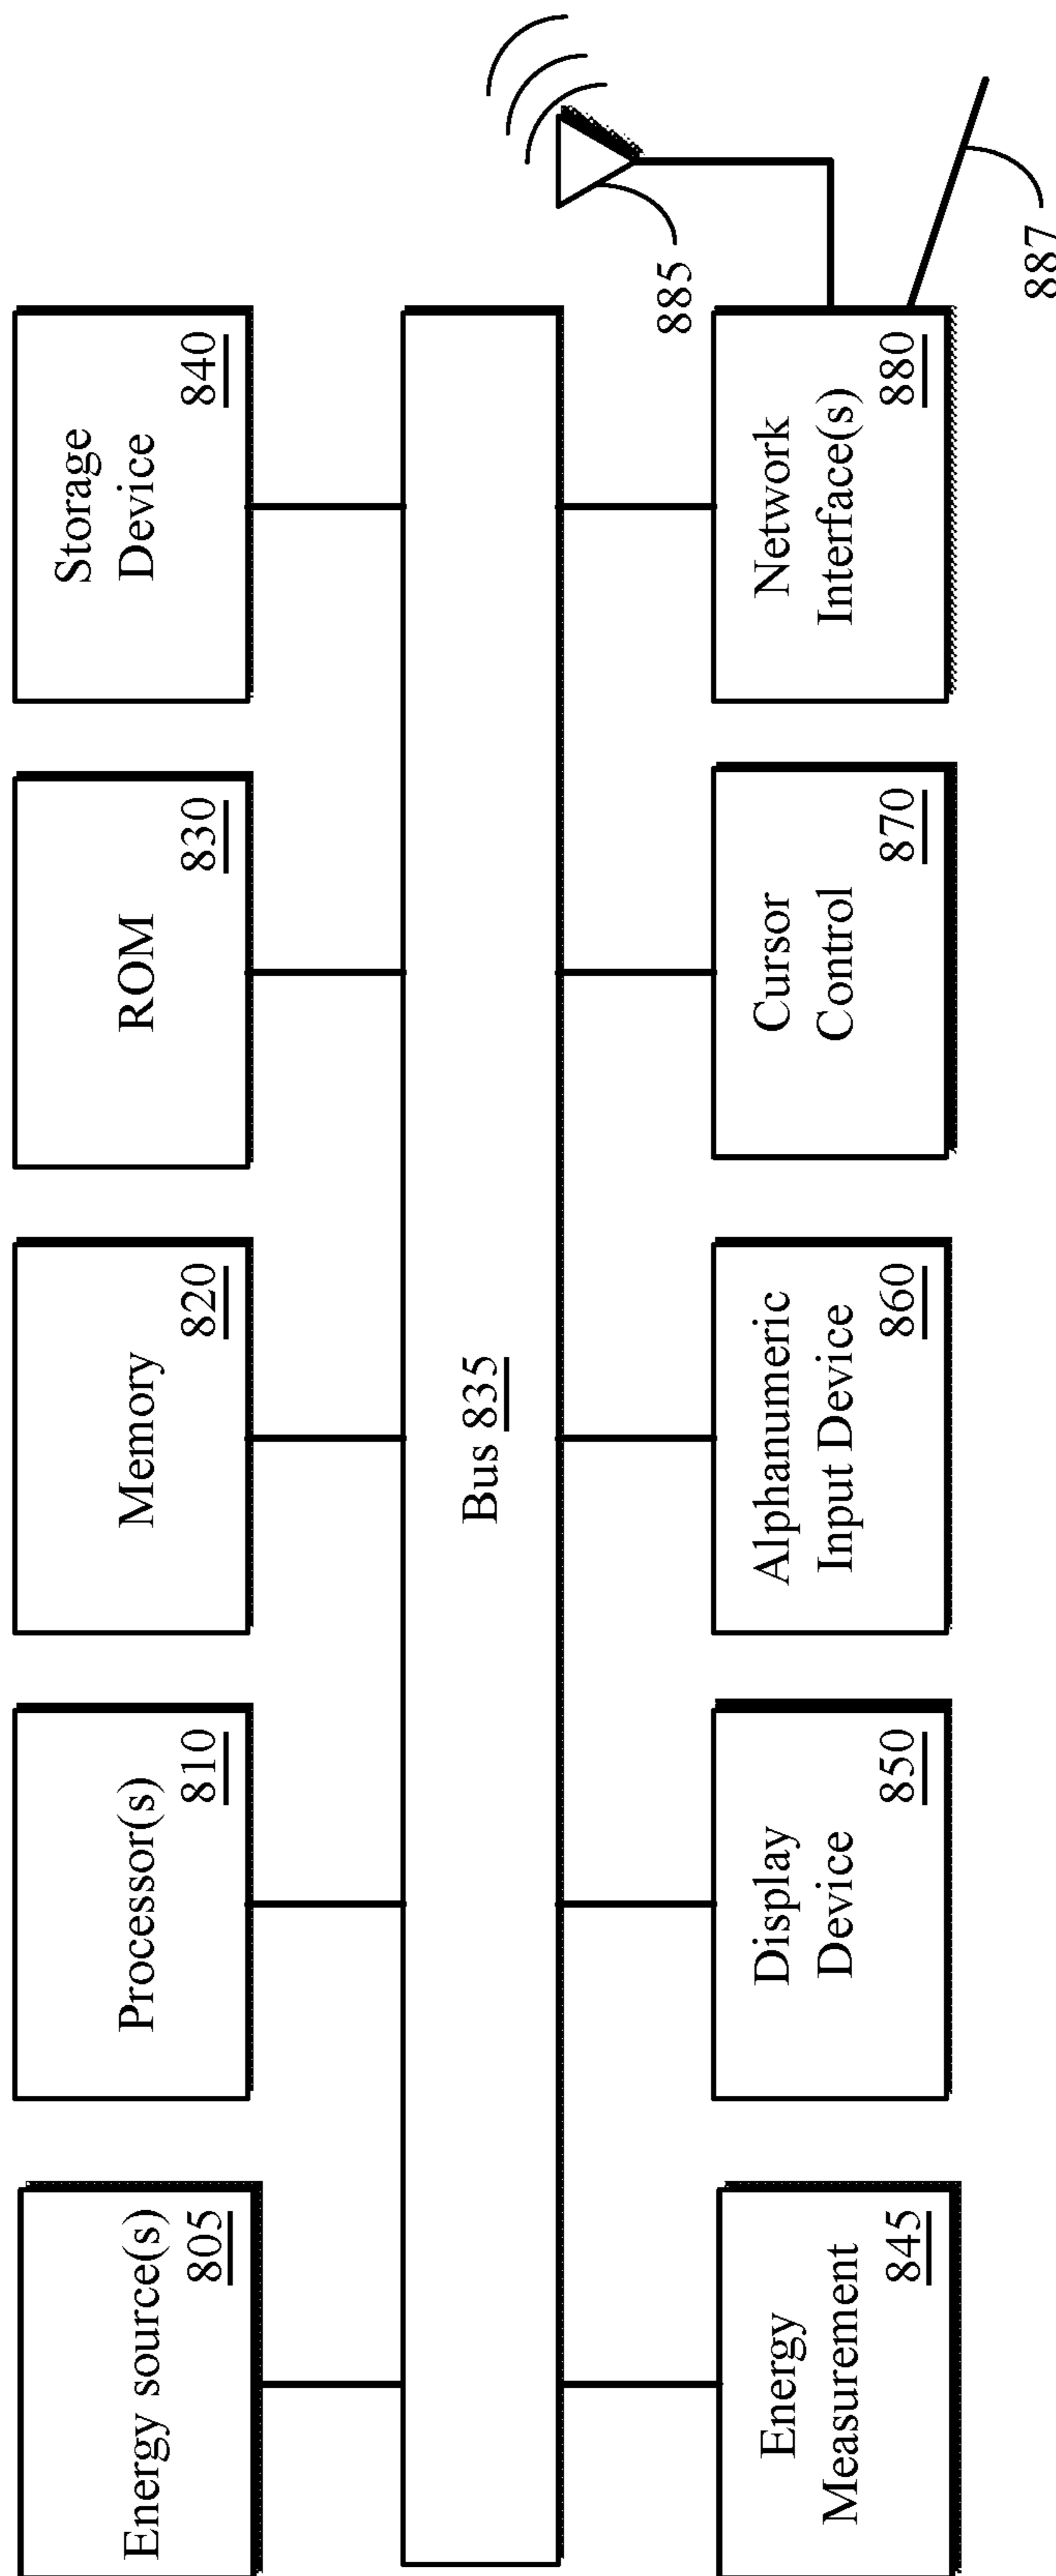 Energy source(s)
805
Processor(s)
810
Memory
820
ROM
830
Storage
Device
840
Bus 835
Energy
Measurement
845
Display
Device
850
Alphanumeric
Input Device
860
Cursor
Control
870
Network
Interface(s)
880
885
887